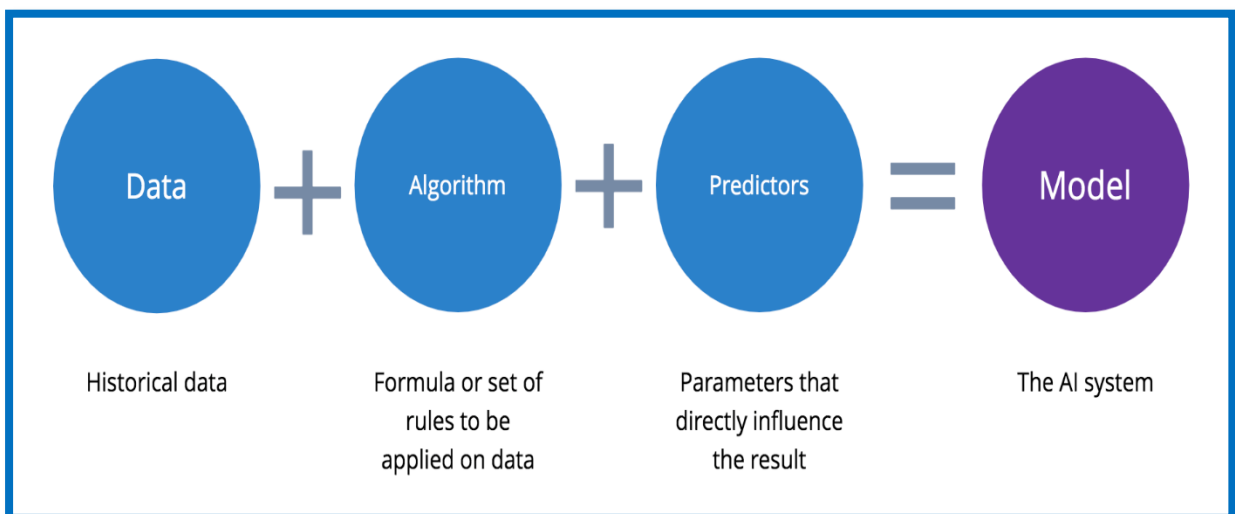 Data
+
Algorithm
+
Predictors
=
Model
Historical data
Formula or set of
rules to be
applied on data
Parameters that
directly influence
the result
The AI system